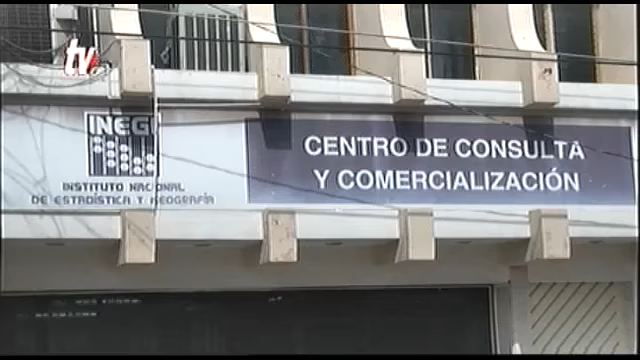 tv
INEGI
INSTITUTO NACIONAL
DE ESTADÍSTICA Y GEOGRAFÍA
CENTRO DE CONSULTA
Y COMERCIALIZACIÓN